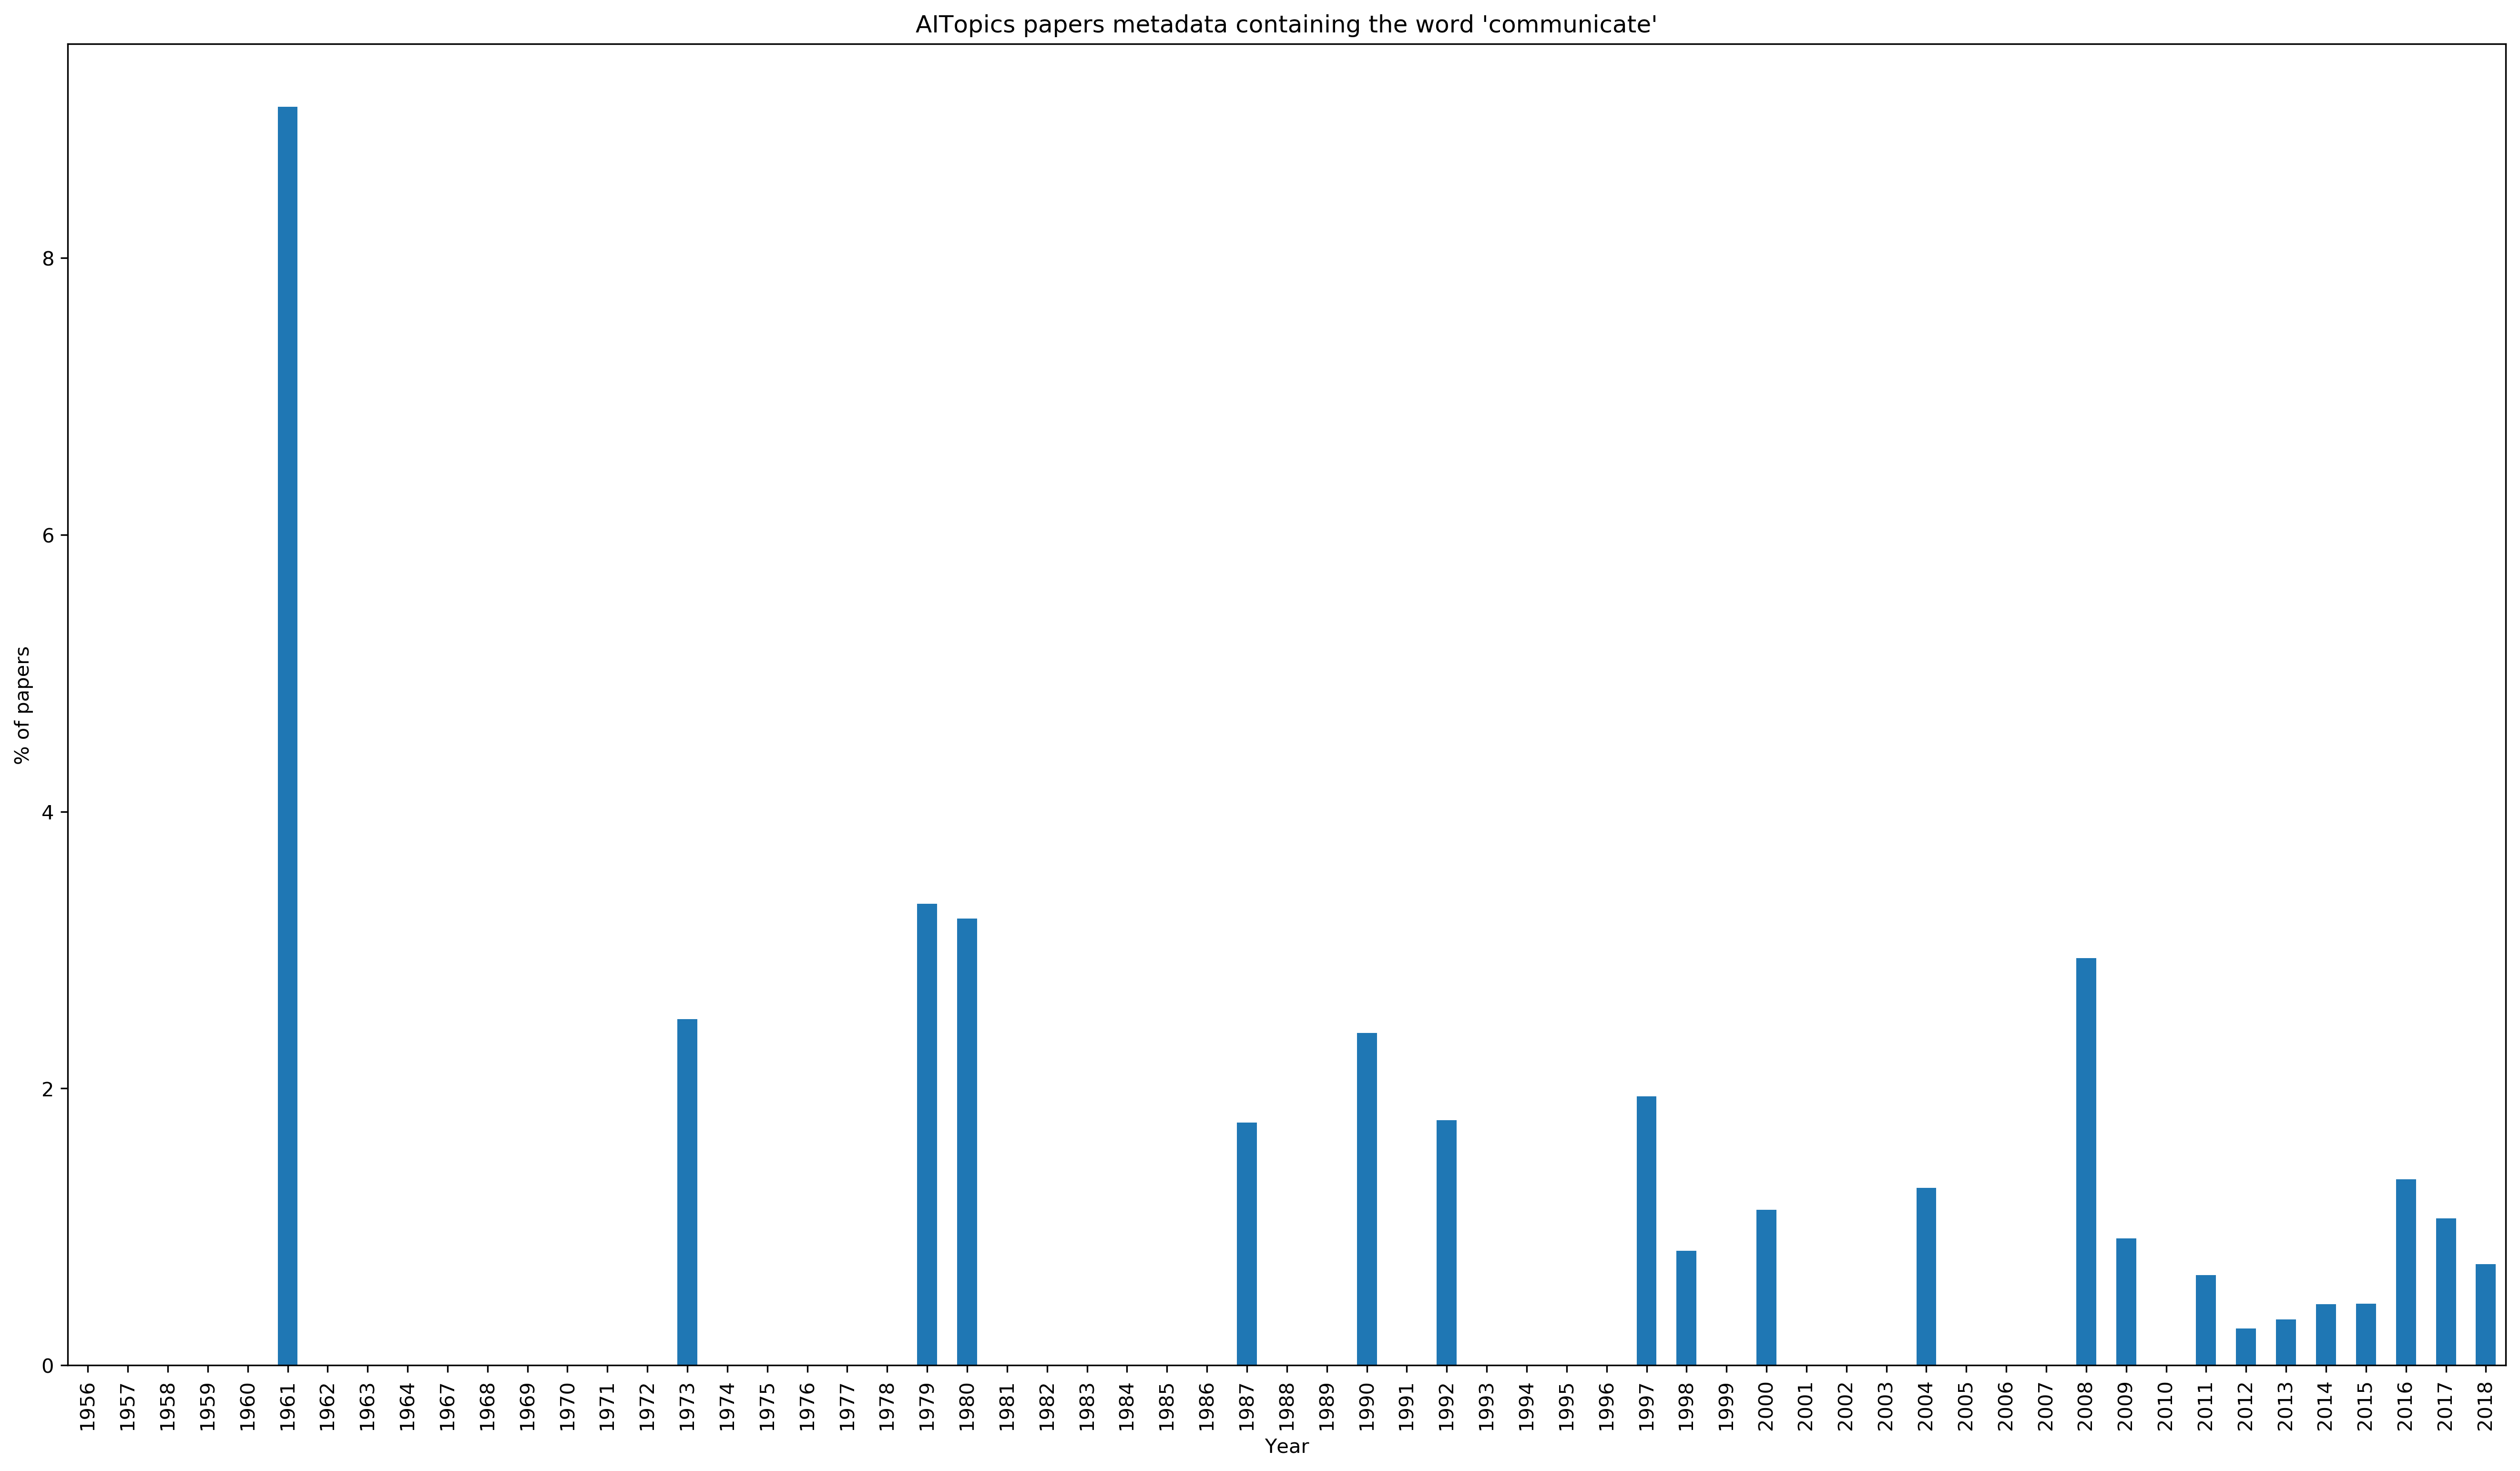 AITopics papers metadata containing the word 'communicate'
8
6
4
2
0
% of papers
1956 1957 1958 1959 1960 1961 1962 1963 1964 1967 1968 1969 1970 1971 1972 1973 1974 1975 1976 1977 1978 1979 1980 1981 1982 1983 1984 1985 1986 1987 1988 1989 1990 1991 1992 1993 1994 1995 1996 1997 1998 1999 2000 2001 2002 2003 2004 2005 2006 2007 2008 2009 2010 2011 2012 2013 2014 2015 2016 2017 2018
Year